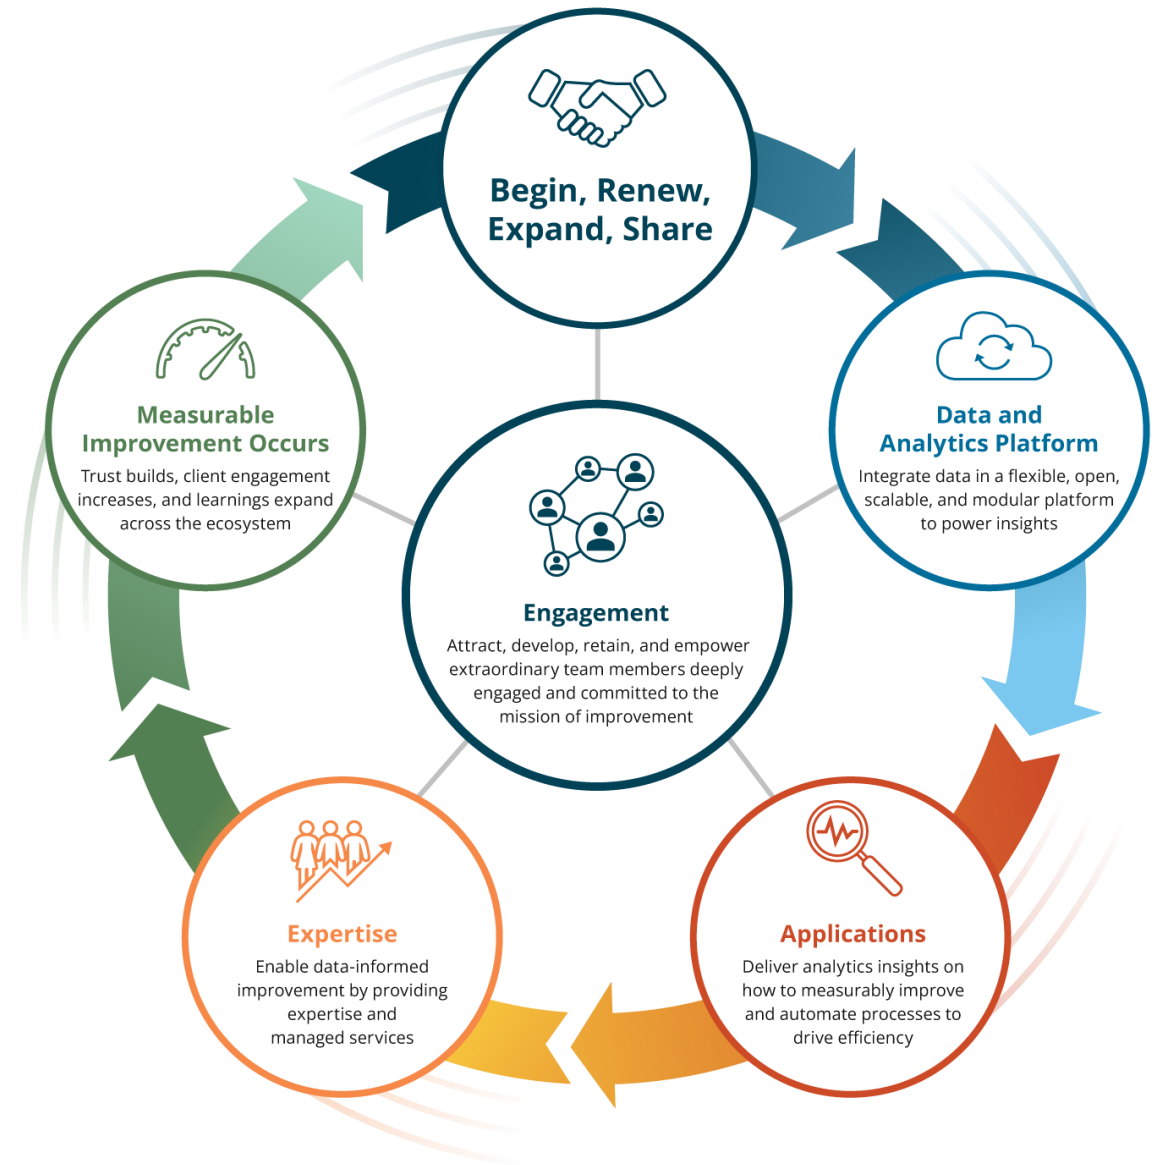 Begin, Renew,
Expand, Share
Measurable
Improvement Occurs
Trust builds, client engagement
increases, and learnings expand
across the ecosystem
Data and
Analytics Platform
Integrate data in a flexible, open,
scalable, and modular platform
to power insights
Engagement
Attract, develop, retain, and empower
extraordinary team members deeply
engaged and committed to the
mission of improvement
Expertise
Enable data-informed
improvement by providing
expertise and
managed services
Applications
Deliver analytics insights on
how to measurably improve
and automate processes to
drive efficiency